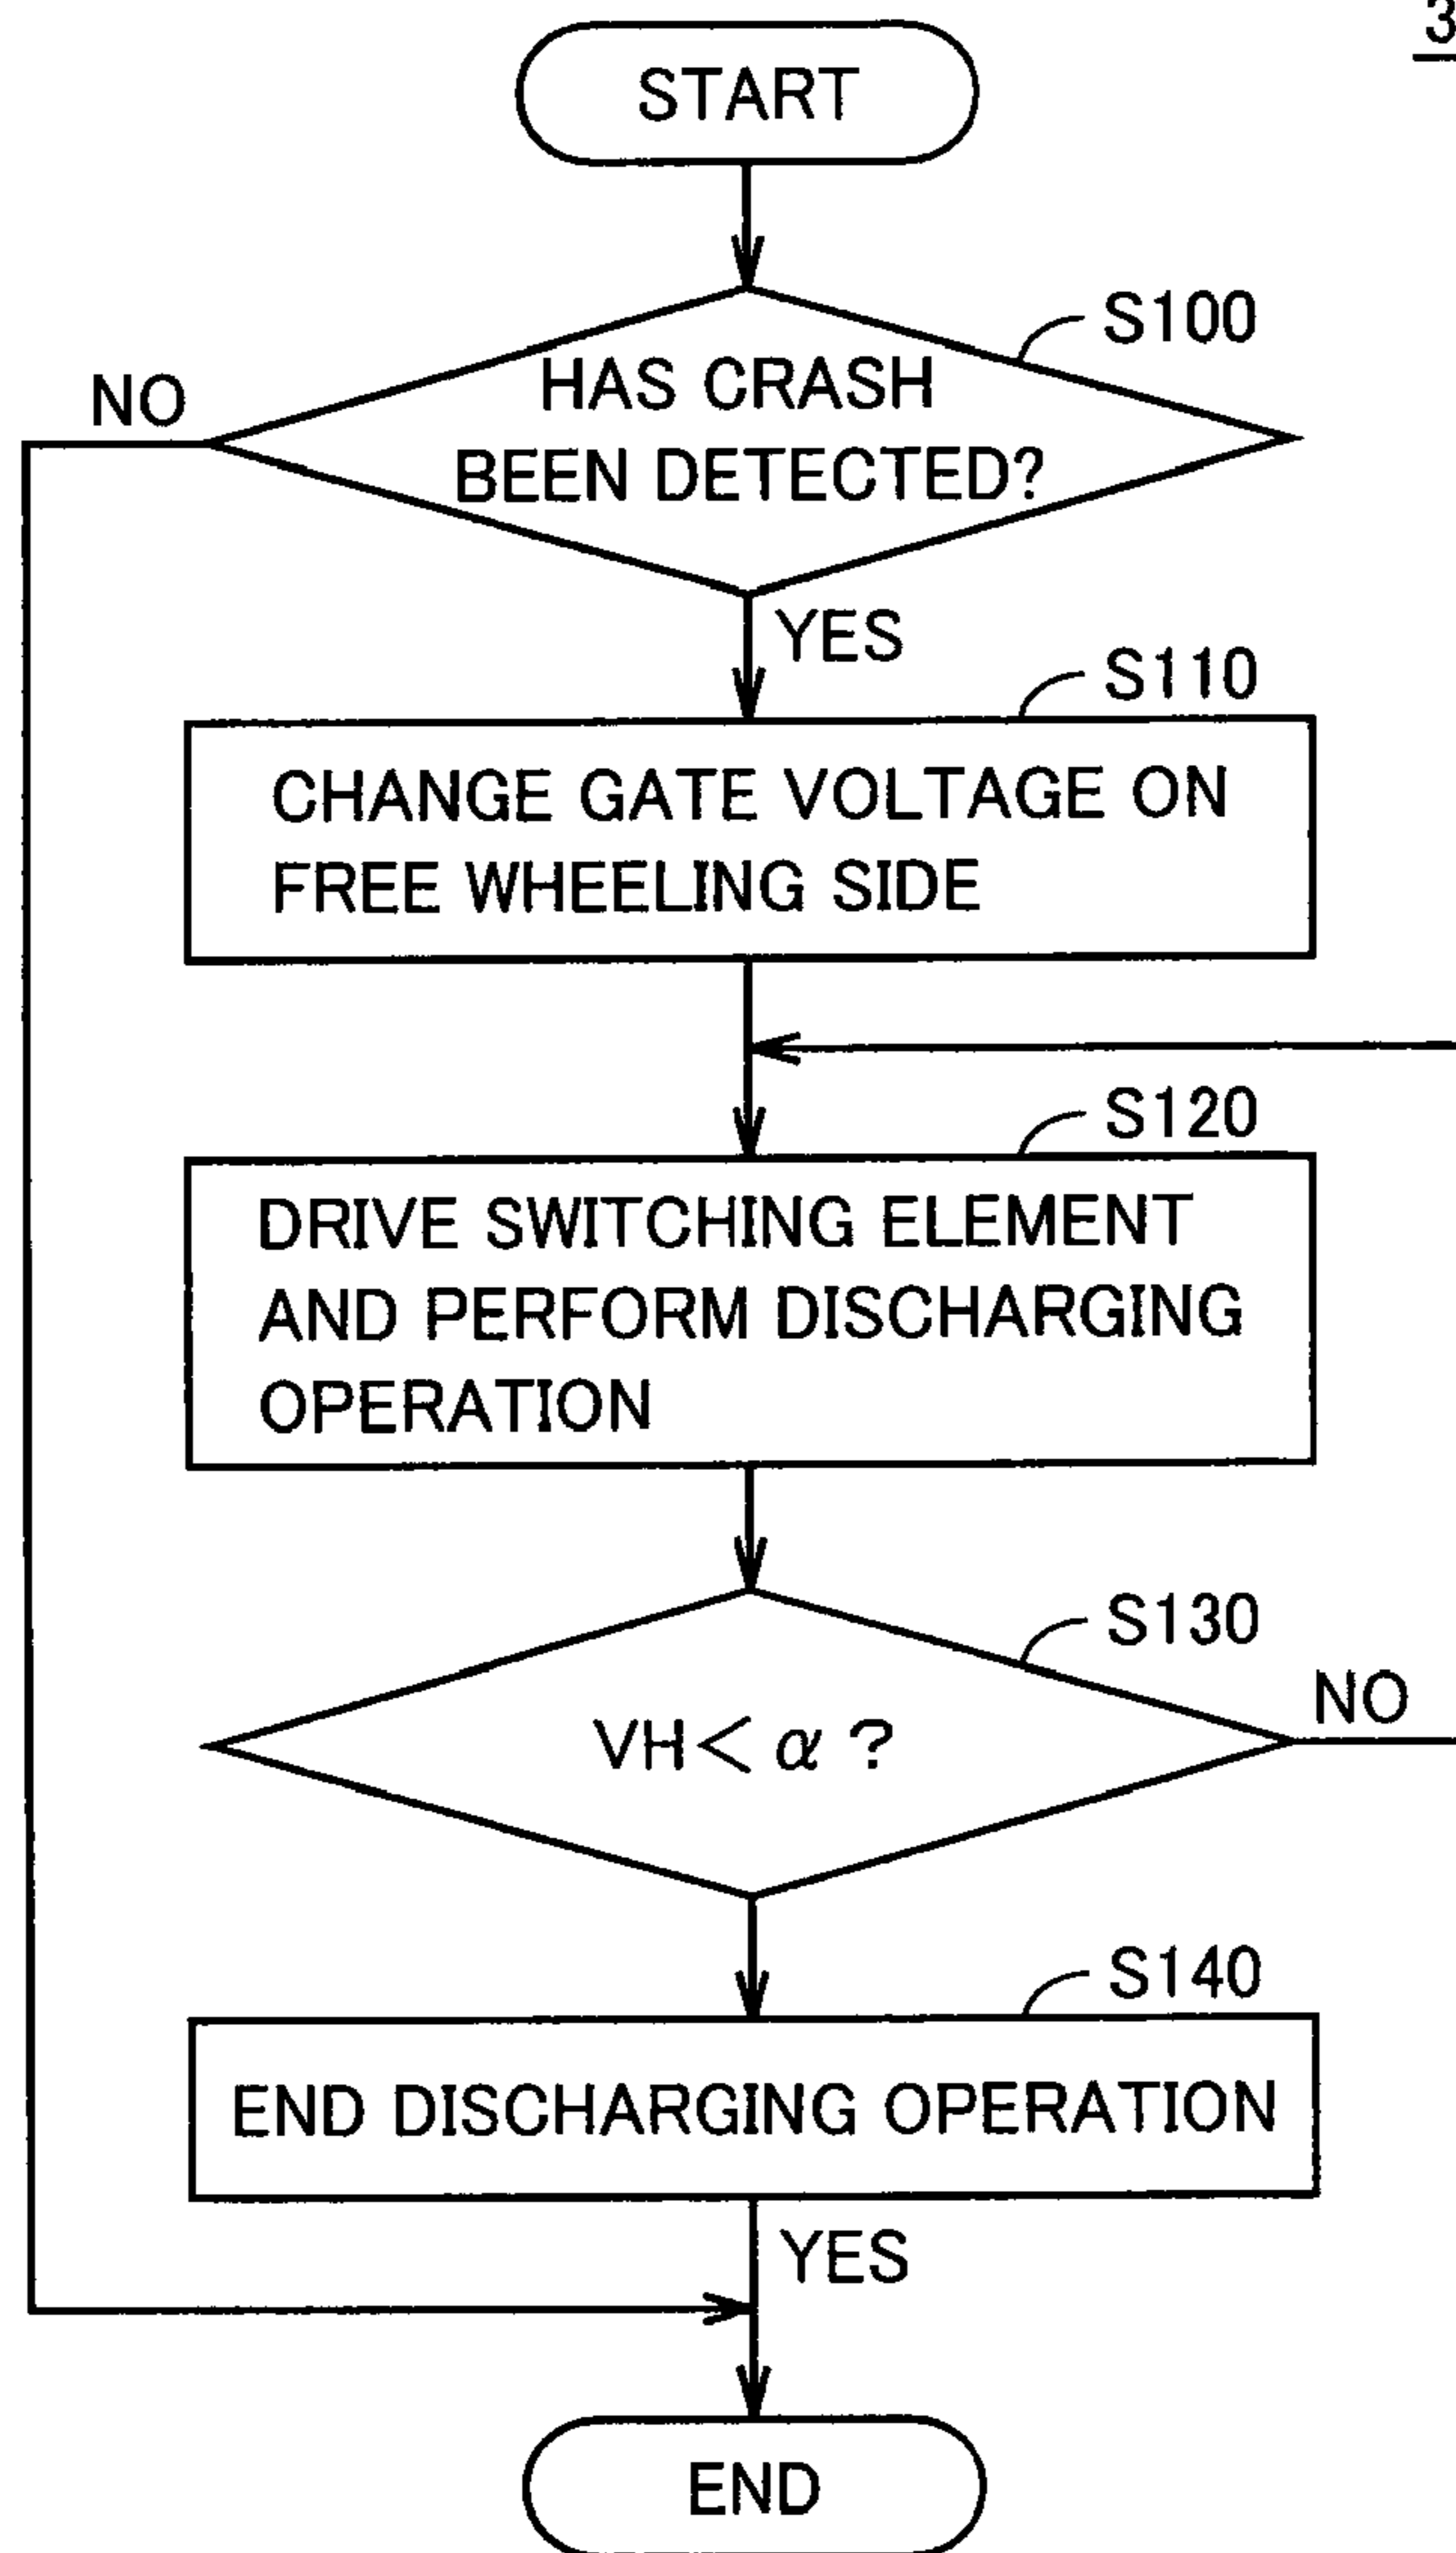 3
START
S100
NO
HAS CRASH
BEEN DETECTED?
YES
S110
CHANGE GATE VOLTAGE ON
FREE WHEELING SIDE
S120
DRIVE SWITCHING ELEMENT
AND PERFORM DISCHARGING
OPERATION
S130
NO
VH< α ?
S140
END DISCHARGING OPERATION
YES
END